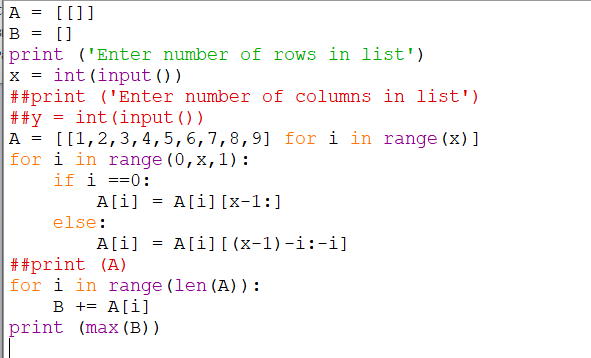 A = [[]]
B = []
print ('Enter number of rows in list')
x = int(input())
##print ('Enter number of columns in list')
##y = int(input())
A = [[1,2,3,4,5,6,7,8,9] for i in range(x)]
for i in range(0,x,1):
    if i ==0:
        A[i] = A[i][x-1:]
    else:
        A[i] = A[i][(x-1)-i:-i]
##print (A)
for i in range(len(A)):
    B += A[i]
print (max(B))